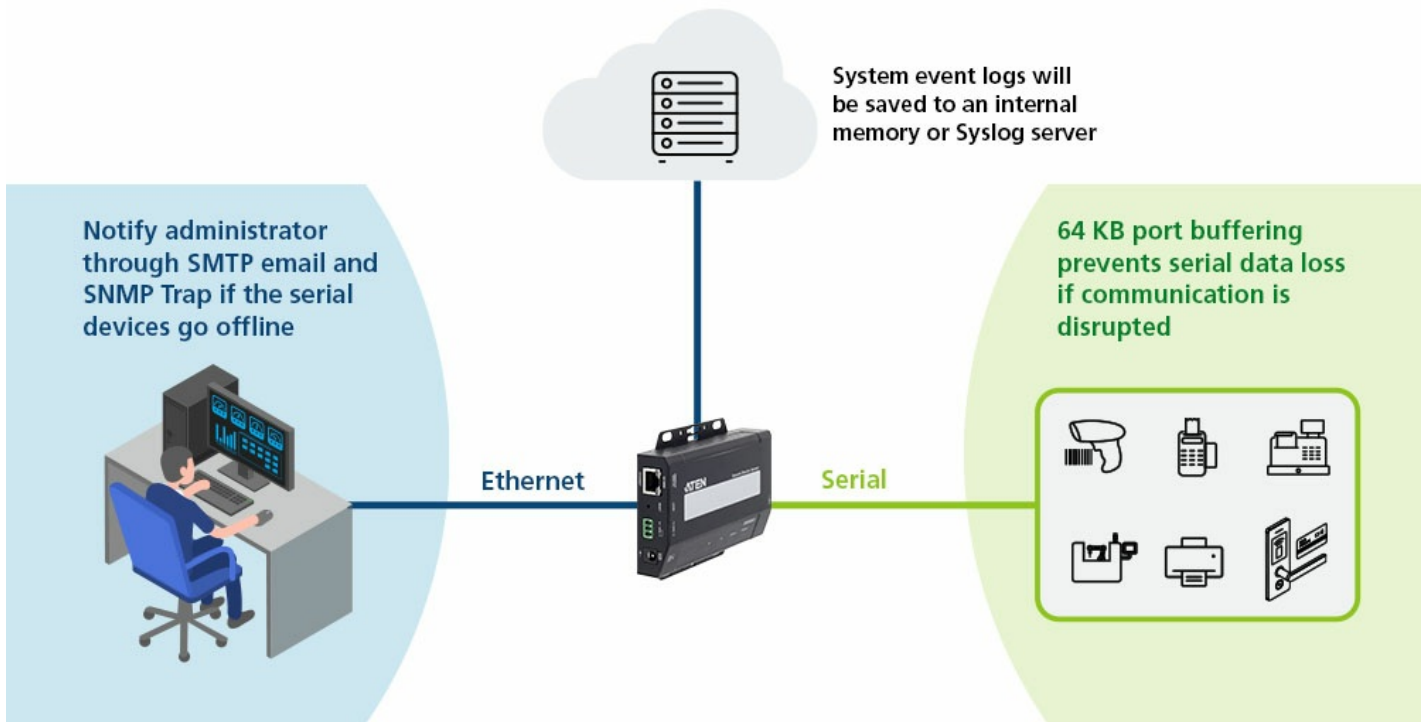 System event logs will
be saved to an internal
memory or Syslog server
Notify administrator
through SMTP email and
SNMP Trap if the serial
devices go offline
64 KB port buffering
prevents serial data loss
if communication is
disrupted
Ethernet
Serial
ATEN